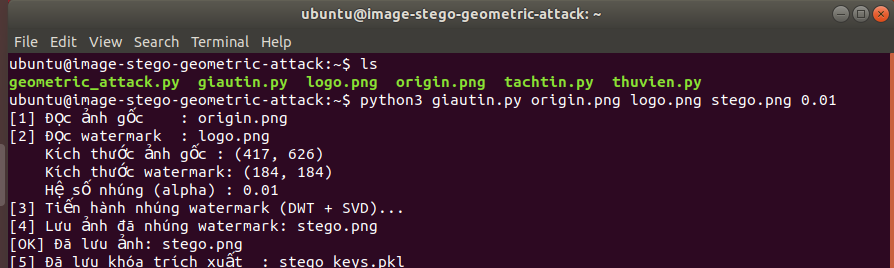 ubuntu@image-stego-geometric-attack: ~
File Edit View Search Terminal Help
ubuntu@image-stego-geometric-attack:~$ ls
geometric_attack.py giautin.py logo.png origin.png tachtin.py thuvien.py
ubuntu@image-stego-geometric-attack:~$ python3 giautin.py origin.png logo.png stego.png 0.01
[1] Đọc ảnh gốc : origin.png
[2] Đọc watermark : logo.png
Kích thước ảnh gốc : (417, 626)
Kích thước watermark: (184, 184)
Hệ số nhúng (alpha) : 0.01
[3] Tiến hành nhúng watermark (DWT + SVD)...
[4] Lưu ảnh đã nhúng watermark: stego.png
[OK] Đã lưu ảnh: stego.png
[5] Đã lưu khóa trích xuất : stego_keys.pkl